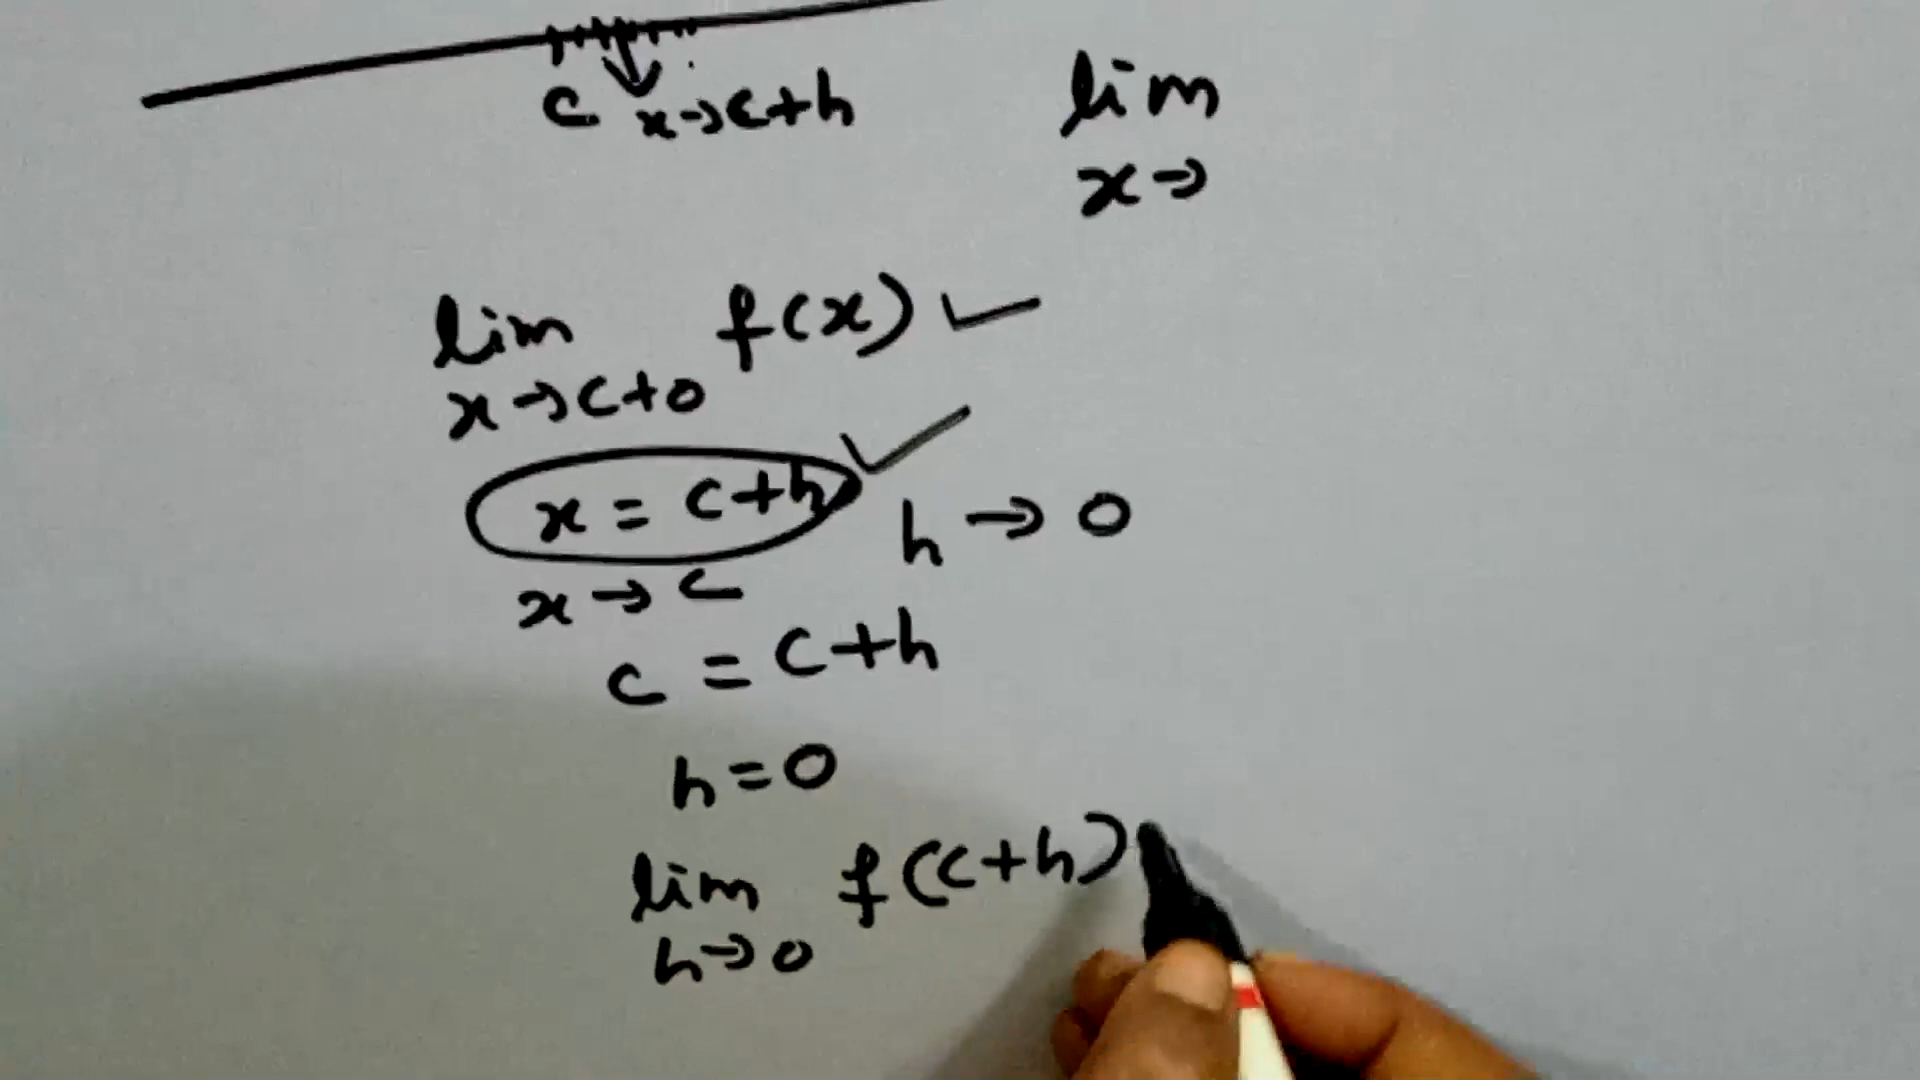 c x→c+h
lim
x→
lim f(x) ✓
x→c+0
x = c+h ✓
h → 0
x → c
c = c+h
h=0
lim f(c+h)
h→0